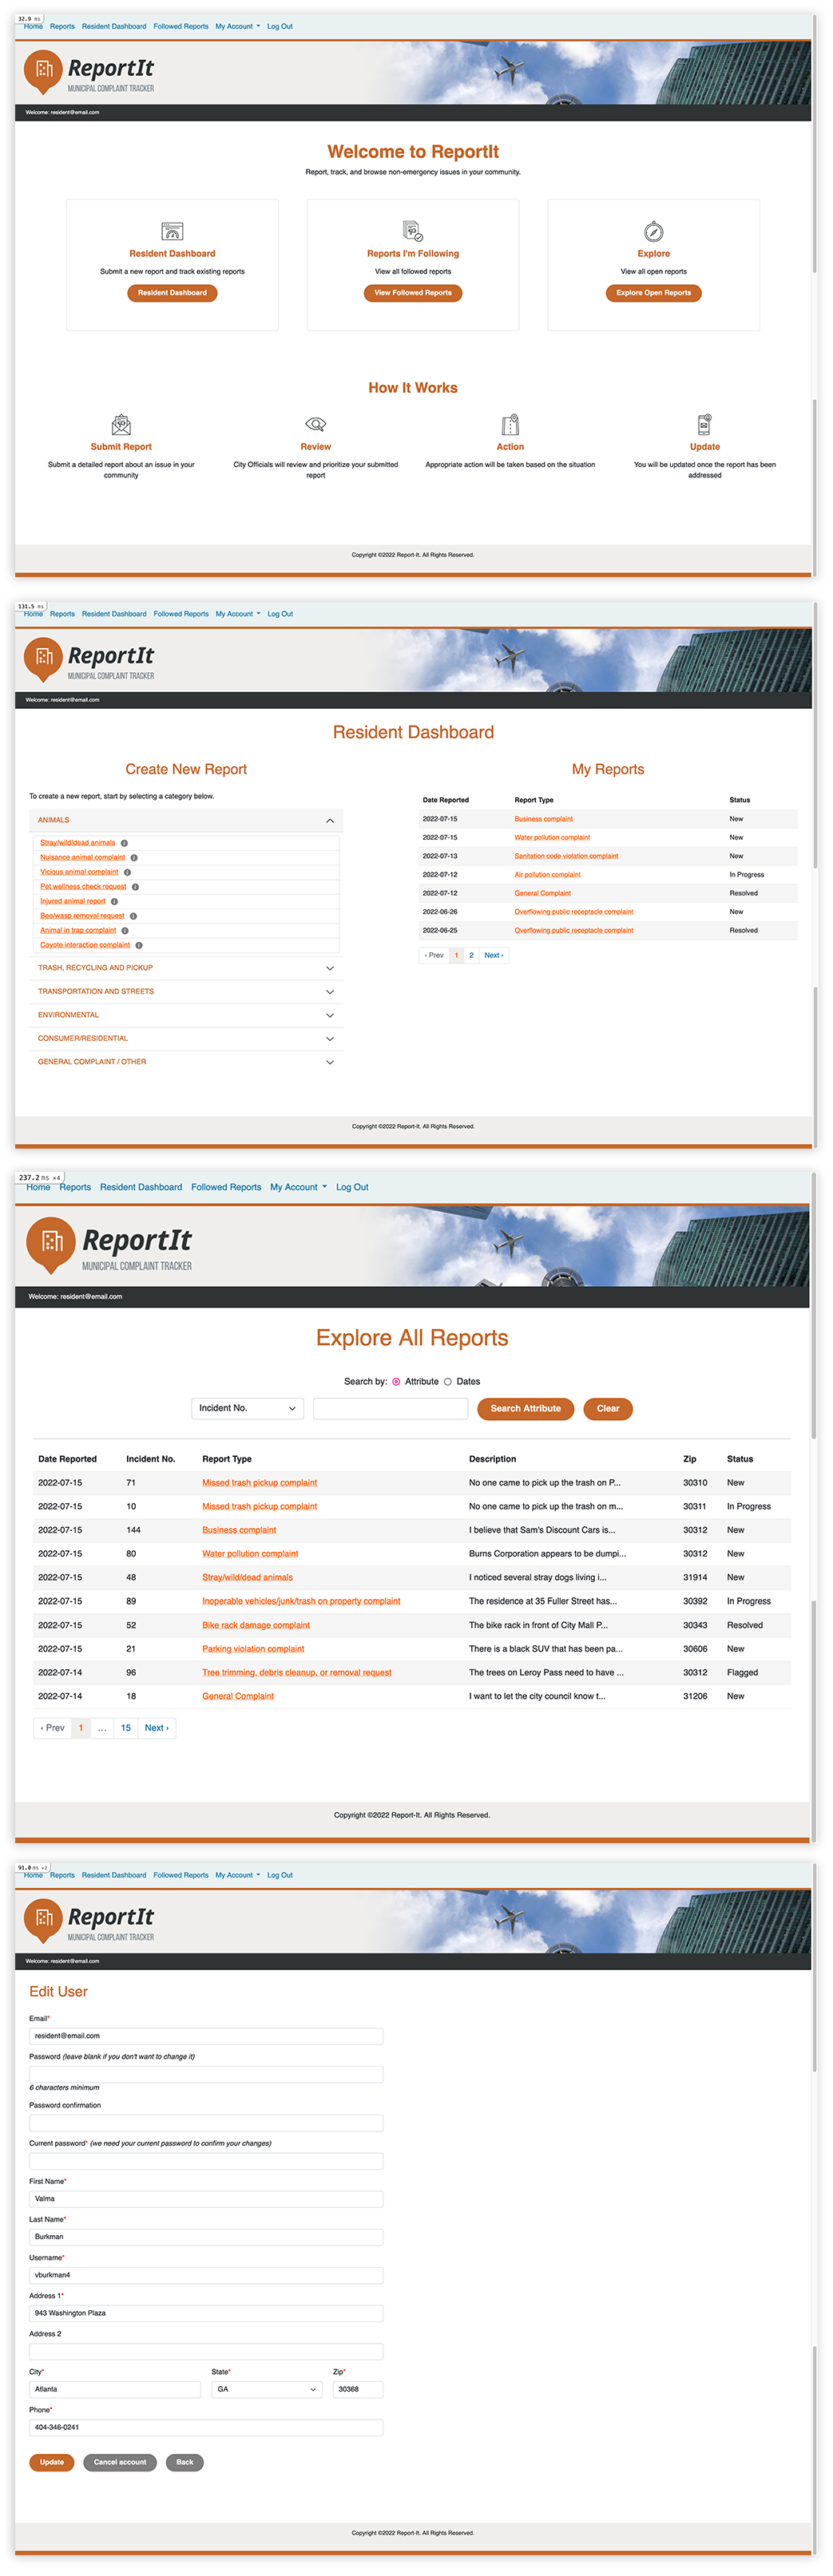 32.9 ms
Home Reports Resident Dashboard Followed Reports My Account Log Out
ReportIt
MUNICIPAL COMPLAINT TRACKER
Welcome: resident@email.com
Welcome to ReportIt
Report, track, and browse non-emergency issues in your community.
Resident Dashboard
Submit a new report and track existing reports
Resident Dashboard
Reports I'm Following
View all followed reports
View Followed Reports
Explore
View all open reports
Explore Open Reports
How It Works
Submit Report
Submit a detailed report about an issue in your
community
Review
City Officials will review and prioritize your submitted
report
Action
Appropriate action will be taken based on the situation
Update
You will be updated once the report has been
addressed
Copyright ©2022 Report-It. All Rights Reserved.
131.5 ms
Home Reports Resident Dashboard Followed Reports My Account Log Out
ReportIt
MUNICIPAL COMPLAINT TRACKER
Welcome: resident@email.com
Resident Dashboard
Create New Report
To create a new report, start by selecting a category below.
ANIMALS
Stray/wild/dead animals
Nuisance animal complaint
Vicious animal complaint
Pet wellness check request
Injured animal report
Bee/wasp removal request
Animal in trap complaint
Coyote interaction complaint
TRASH, RECYCLING AND PICKUP
TRANSPORTATION AND STREETS
ENVIRONMENTAL
CONSUMER/RESIDENTIAL
GENERAL COMPLAINT / OTHER
My Reports
Date Reported Report Type Status
2022-07-15 Business complaint New
2022-07-15 Water pollution complaint New
2022-07-13 Sanitation code violation complaint New
2022-07-12 Air pollution complaint In Progress
2022-07-12 General Complaint Resolved
2022-06-26 Overflowing public receptacle complaint New
2022-06-25 Overflowing public receptacle complaint Resolved
‹ Prev 1 2 Next ›
Copyright ©2022 Report-It. All Rights Reserved.
237.2 ms ×4
Home Reports Resident Dashboard Followed Reports My Account Log Out
ReportIt
MUNICIPAL COMPLAINT TRACKER
Welcome: resident@email.com
Explore All Reports
Search by: Attribute Dates
Incident No. Search Attribute Clear
Date Reported Incident No. Report Type Description Zip Status
2022-07-15 71 Missed trash pickup complaint No one came to pick up the trash on P... 30310 New
2022-07-15 10 Missed trash pickup complaint No one came to pick up the trash on m... 30311 In Progress
2022-07-15 144 Business complaint I believe that Sam's Discount Cars is... 30312 New
2022-07-15 80 Water pollution complaint Burns Corporation appears to be dumpi... 30312 New
2022-07-15 48 Stray/wild/dead animals I noticed several stray dogs living i... 31914 New
2022-07-15 89 Inoperable vehicles/junk/trash on property complaint The residence at 35 Fuller Street has... 30392 In Progress
2022-07-15 52 Bike rack damage complaint The bike rack in front of City Mall P... 30343 Resolved
2022-07-15 21 Parking violation complaint There is a black SUV that has been pa... 30606 New
2022-07-14 96 Tree trimming, debris cleanup, or removal request The trees on Leroy Pass need to have ... 30312 Flagged
2022-07-14 18 General Complaint I want to let the city council know t... 31206 New
‹ Prev 1 ... 15 Next ›
Copyright ©2022 Report-It. All Rights Reserved.
91.0 ms ×2
Home Reports Resident Dashboard Followed Reports My Account Log Out
ReportIt
MUNICIPAL COMPLAINT TRACKER
Welcome: resident@email.com
Edit User
Email*
resident@email.com
Password (leave blank if you don't want to change it)
6 characters minimum
Password confirmation
Current password* (we need your current password to confirm your changes)
First Name*
Valma
Last Name*
Burkman
Username*
vburkman4
Address 1*
943 Washington Plaza
Address 2
City* State* Zip*
Atlanta GA 30368
Phone*
404-346-0241
Update Cancel account Back
Copyright ©2022 Report-It. All Rights Reserved.